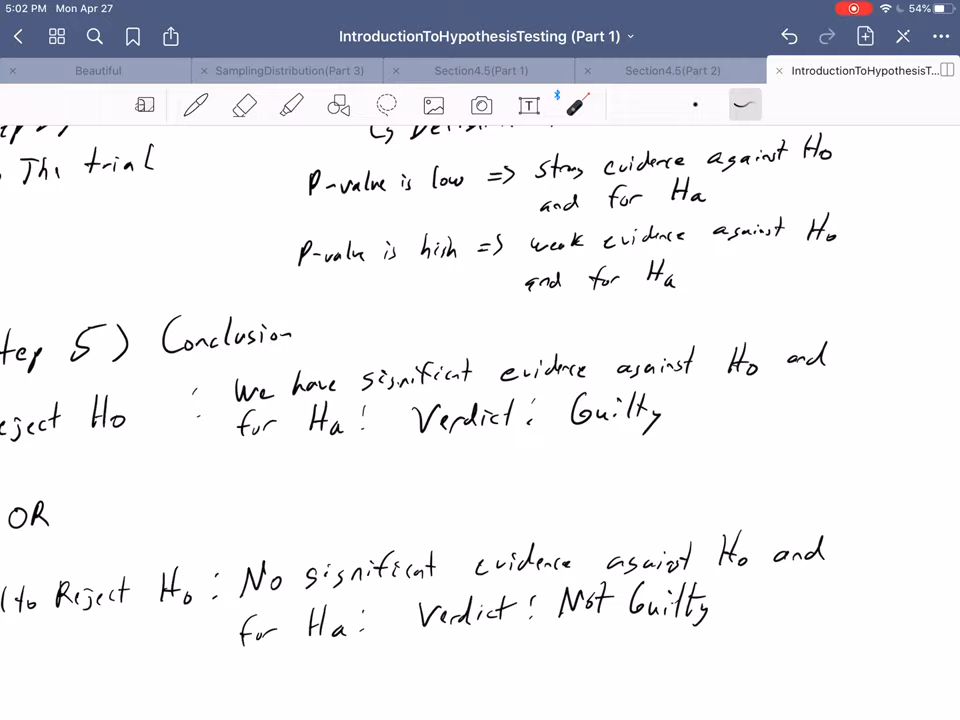 5:02 PM Mon Apr 27
54%
IntroductionToHypothesisTesting (Part 1)
Beautiful
SamplingDistribution(Part 3)
Section4.5(Part 1)
Section4.5 (Part 2)
IntroductionToHypothesisT...
T
The trial
P-value is low => strong evidence against Ho
and for Ha
P-value is high => weak evidence against Ho
and for Ha
tep 5) Conclusion
eject Ho : We have significant evidence against Ho and
for Ha! Verdict: Guilty
OR
l to Reject Ho : No significant evidence against Ho and
for Ha: Verdict: Not Guilty